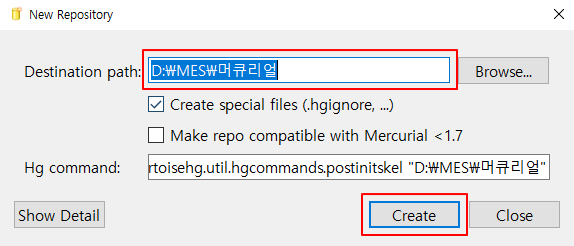 New Repository
Destination path: D:₩MES₩머큐리얼 Browse...
Create special files (.hgignore, ...)
Make repo compatible with Mercurial <1.7
Hg command: rtoisehg.util.hgcommands.postinitskel "D:₩MES₩머큐리얼"
Show Detail Create Close